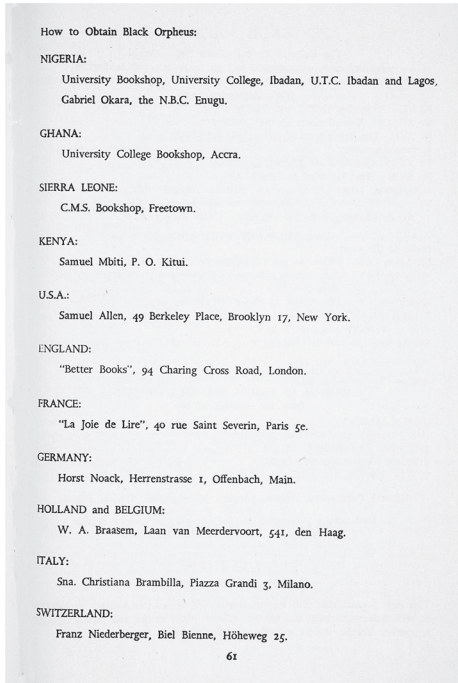 How to Obtain Black Orpheus:
NIGERIA:
University Bookshop, University College, Ibadan, U.T.C. Ibadan and Lagos,
Gabriel Okara, the N.B.C. Enugu.
GHANA:
University College Bookshop, Accra.
SIERRA LEONE:
C.M.S. Bookshop, Freetown.
KENYA:
Samuel Mbiti, P. O. Kitui.
U.S.A.:
Samuel Allen, 49 Berkeley Place, Brooklyn 17, New York.
ENGLAND:
"Better Books", 94 Charing Cross Road, London.
FRANCE:
"La Joie de Lire", 40 rue Saint Severin, Paris 5e.
GERMANY:
Horst Noack, Herrenstrasse 1, Offenbach, Main.
HOLLAND and BELGIUM:
W. A. Braasem, Laan van Meerdervoort, 541, den Haag.
ITALY:
Sna. Christiana Brambilla, Piazza Grandi 3, Milano.
SWITZERLAND:
Franz Niederberger, Biel Bienne, Höheweg 25.
61